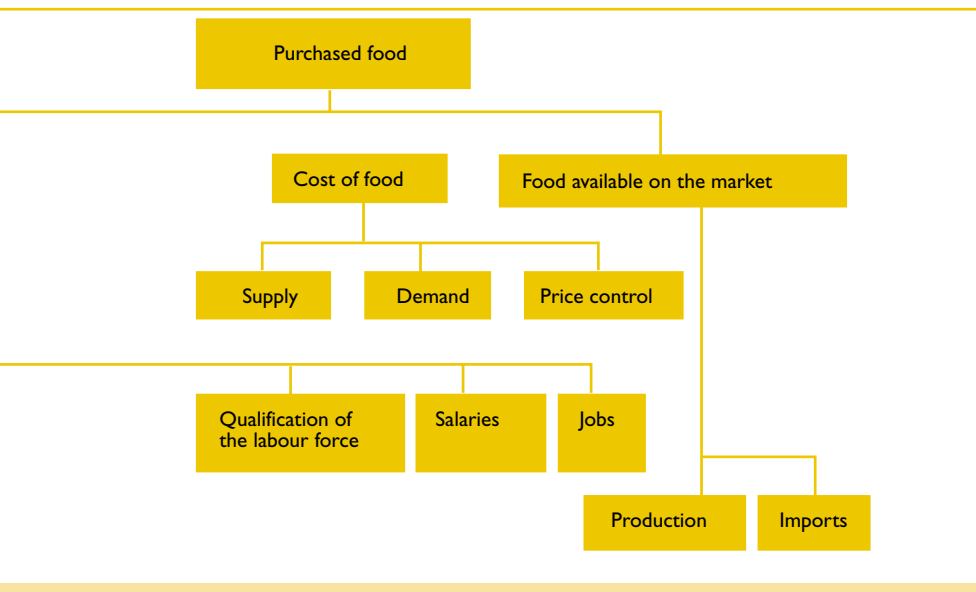 Purchased food
Cost of food
Food available on the market
Supply
Demand
Price control
Qualification of
the labour force
Salaries
Jobs
Production
Imports